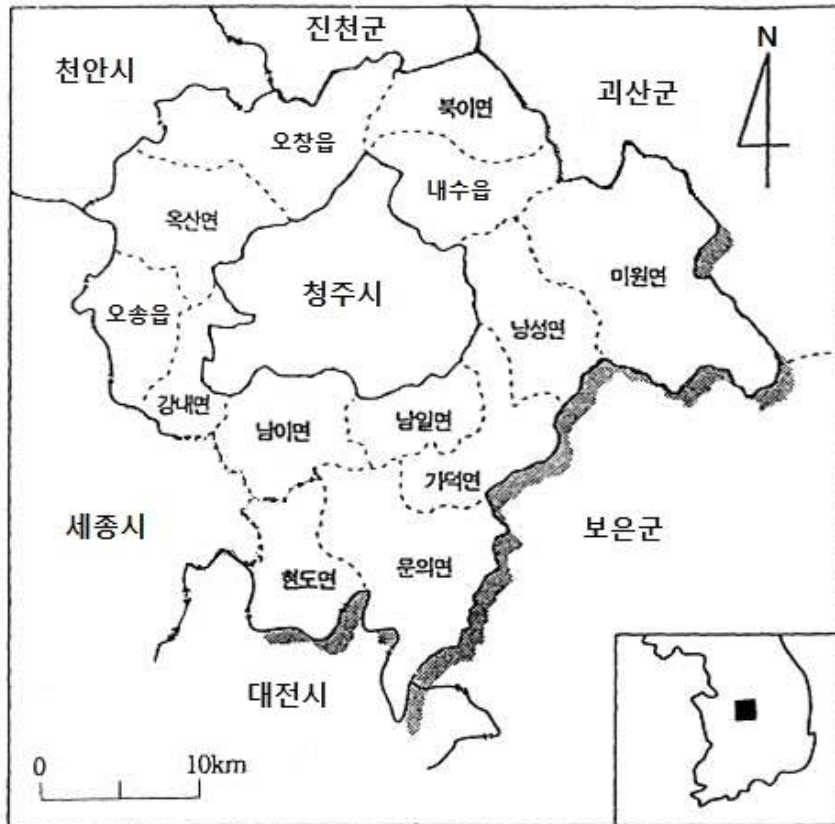 진천군
천안시
N
괴산군
북이면
오창읍
내수읍
옥산면
미원면
청주시
오송읍
낭성면
강내면
남이면
남일면
가덕면
세종시
보은군
문의면
현도면
대전시
0 10km